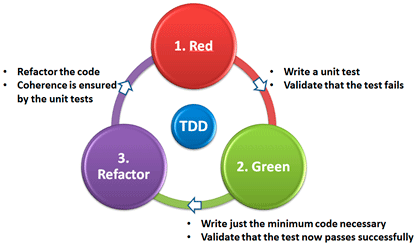 1. Red
• Refactor the code
• Coherence is ensured
by the unit tests
• Write a unit test
• Validate that the test fails
TDD
3.
Refactor
2. Green
• Write just the minimum code necessary
• Validate that the test now passes successfully